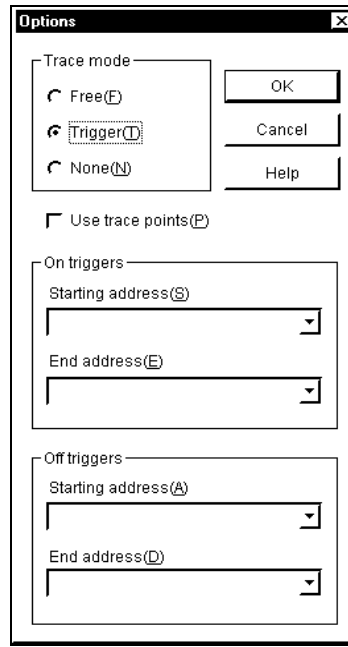 Options
Trace mode
Free(F)
Trigger(T)
None(N)
OK
Cancel
Help
Use trace points(P)
On triggers
Starting address(S)
End address(E)
Off triggers
Starting address(A)
End address(D)